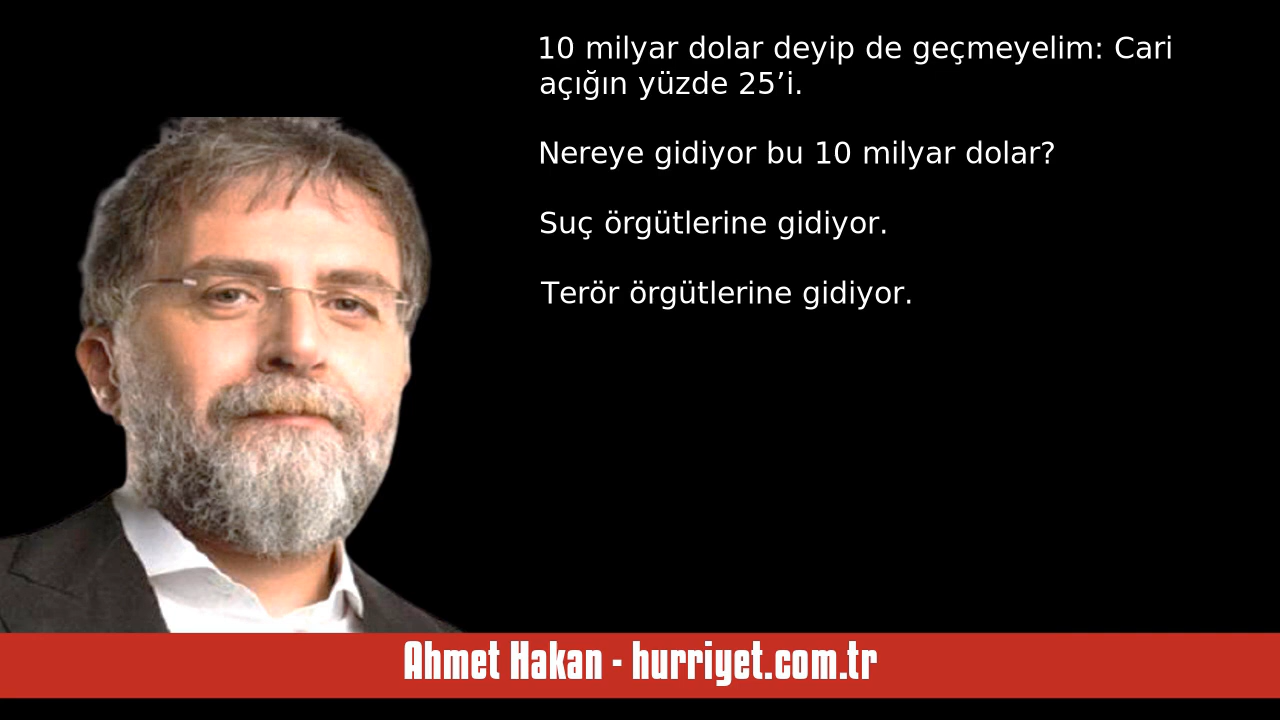 10 milyar dolar deyip de geçmeyelim: Cari
açığın yüzde 25’i.
Nereye gidiyor bu 10 milyar dolar?
Suç örgütlerine gidiyor.
Terör örgütlerine gidiyor.
Ahmet Hakan - hurriyet.com.tr